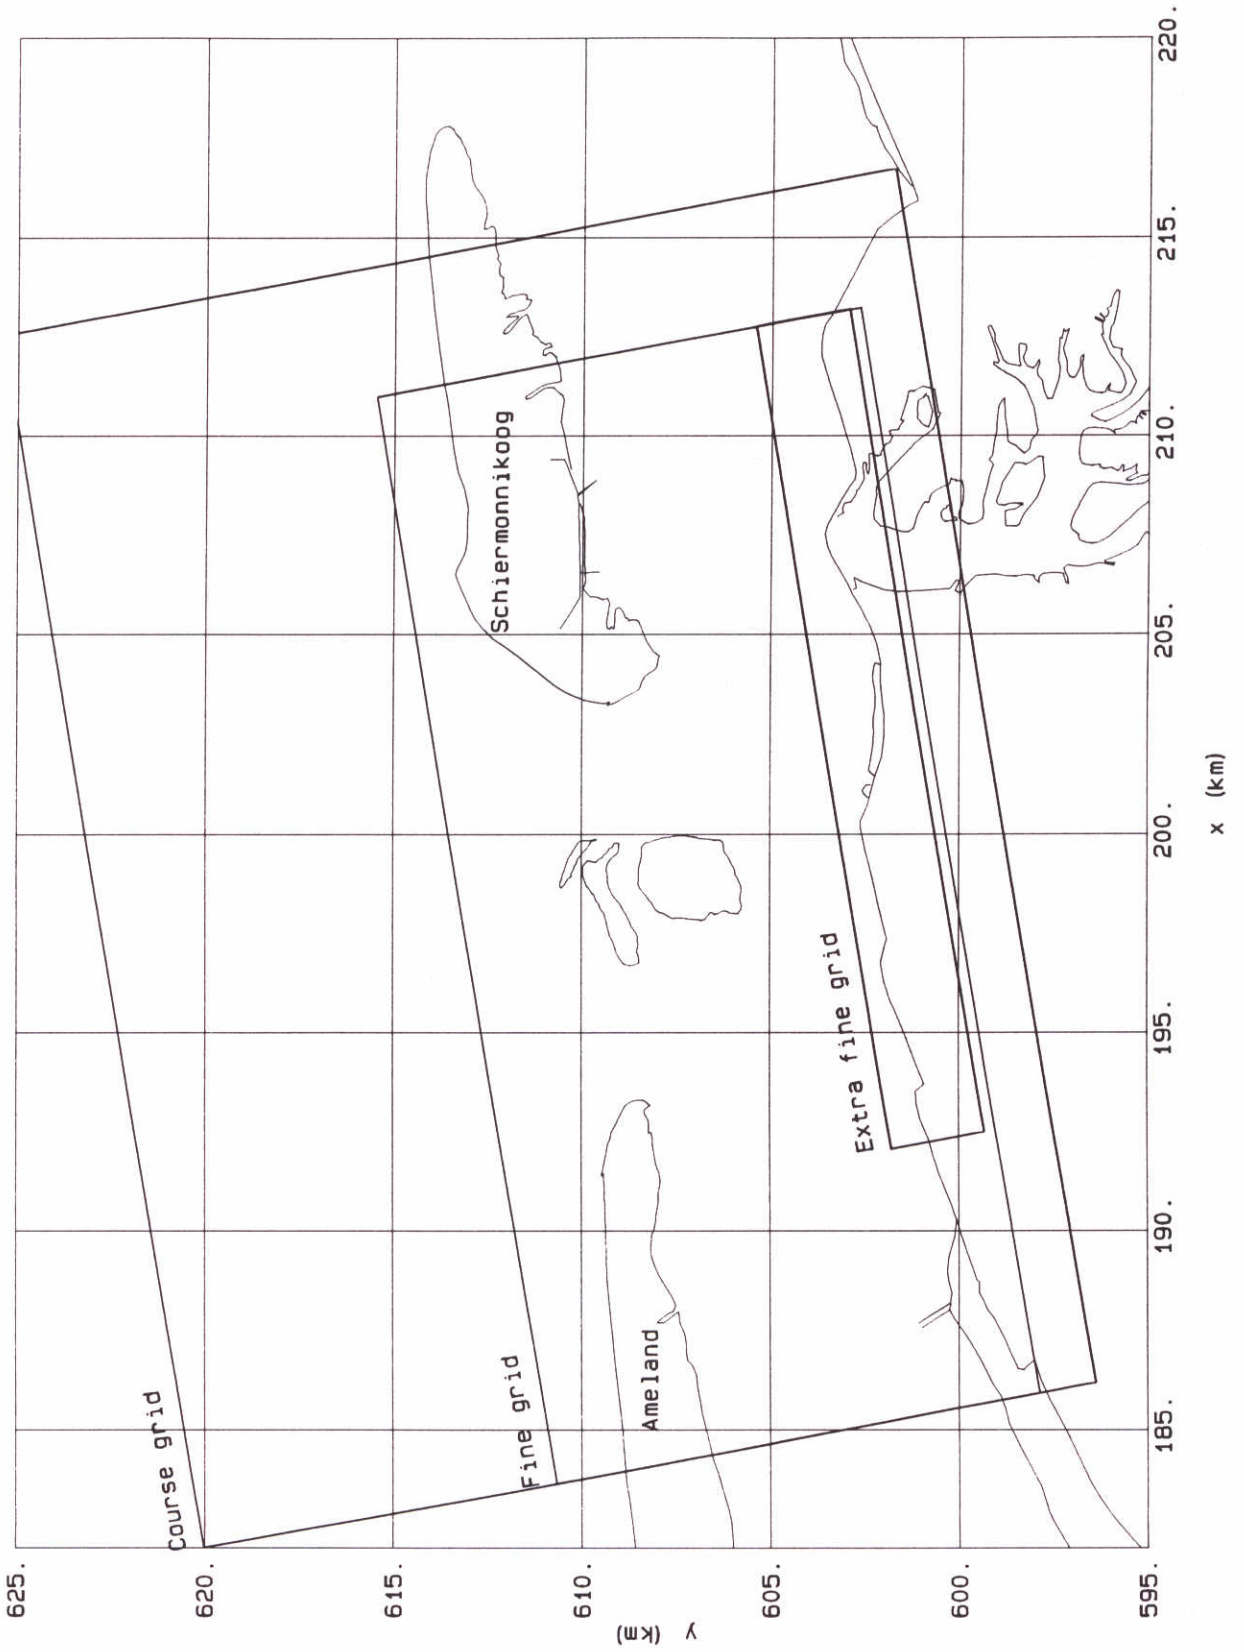 625.
620.
615.
610.
605.
600.
595.
y (km)
185.
190.
195.
200.
205.
210.
215.
220.
x (km)
Course grid
Fine grid
Extra fine grid
Ameland
Schiermonnikoog